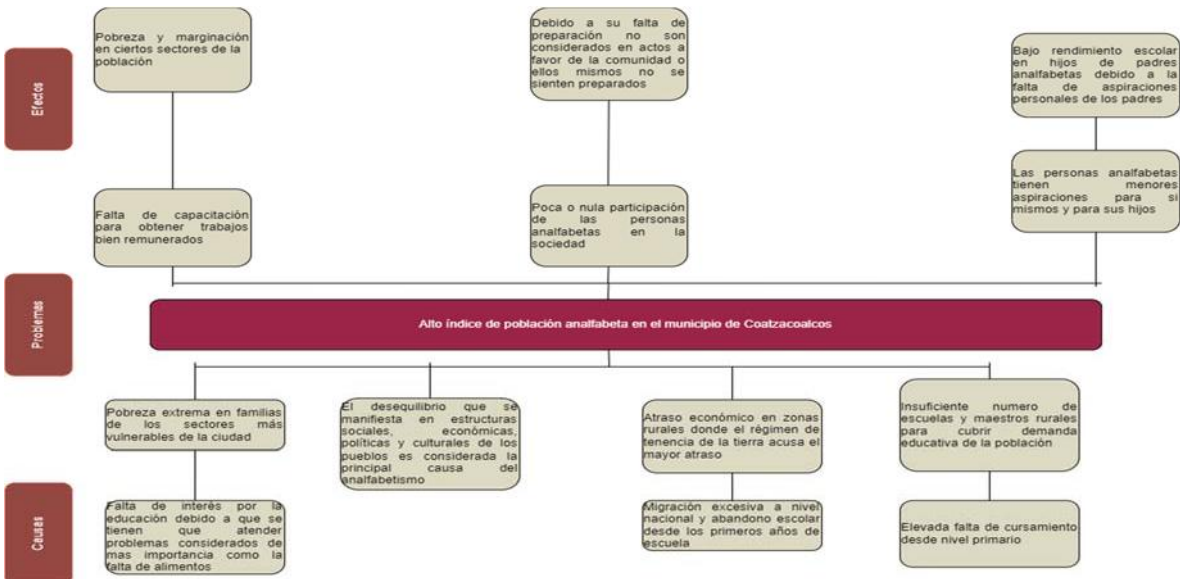 Efectos
Pobreza y marginación
en ciertos sectores de la
población
Debido a su falta de
preparación no son
considerados en actos a
favor de la comunidad o
ellos mismos no se
sienten preparados
Bajo rendimiento escolar
en hijos de padres
analfabetas debido a la
falta de aspiraciones
personales de los padres
Falta de capacitación
para obtener trabajos
bien remunerados
Poca o nula participación
de las personas
analfabetas en la
sociedad
Las personas analfabetas
tienen menores
aspiraciones para si
mismos y para sus hijos
Problemas
Alto índice de población analfabeta en el municipio de Coatzacoalcos
Causas
Pobreza extrema en familias
de los sectores más
vulnerables de la ciudad
El desequilibrio que se
manifiesta en estructuras
sociales, económicas,
políticas y culturales de los
pueblos es considerada la
principal causa del
analfabetismo
Atraso económico en zonas
rurales donde el régimen de
tenencia de la tierra acusa el
mayor atraso
Insuficiente numero de
escuelas y maestros rurales
para cubrir demanda
educativa de la población
Falta de interés por la
educación debido a que se
tienen que atender
problemas considerados de
mas importancia como la
falta de alimentos
Migración excesiva a nivel
nacional y abandono escolar
desde los primeros años de
escuela
Elevada falta de cursamiento
desde nivel primario